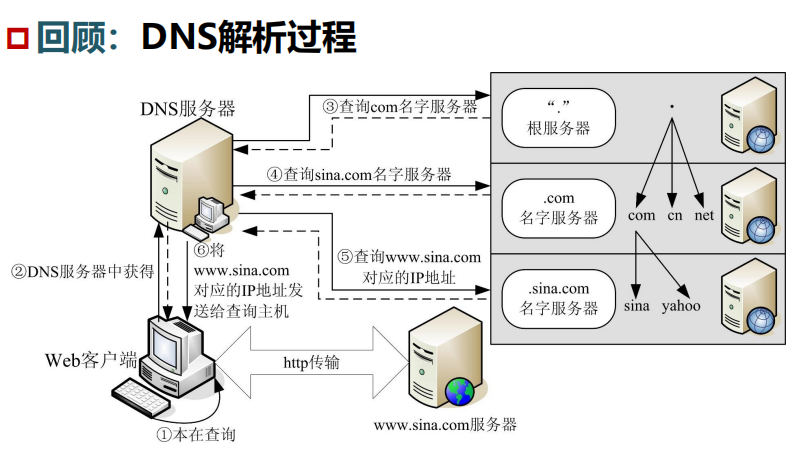 回顾：DNS解析过程
DNS服务器
③查询com名字服务器
④查询sina.com名字服务器
⑤查询www.sina.com
对应的IP地址
②DNS服务器中获得
⑥将
www.sina.com
对应的IP地址发
送给查询主机
Web客户端
①本在查询
http传输
www.sina.com服务器
“.”
根服务器
.
.com
名字服务器
com cn net
.sina.com
名字服务器
sina yahoo